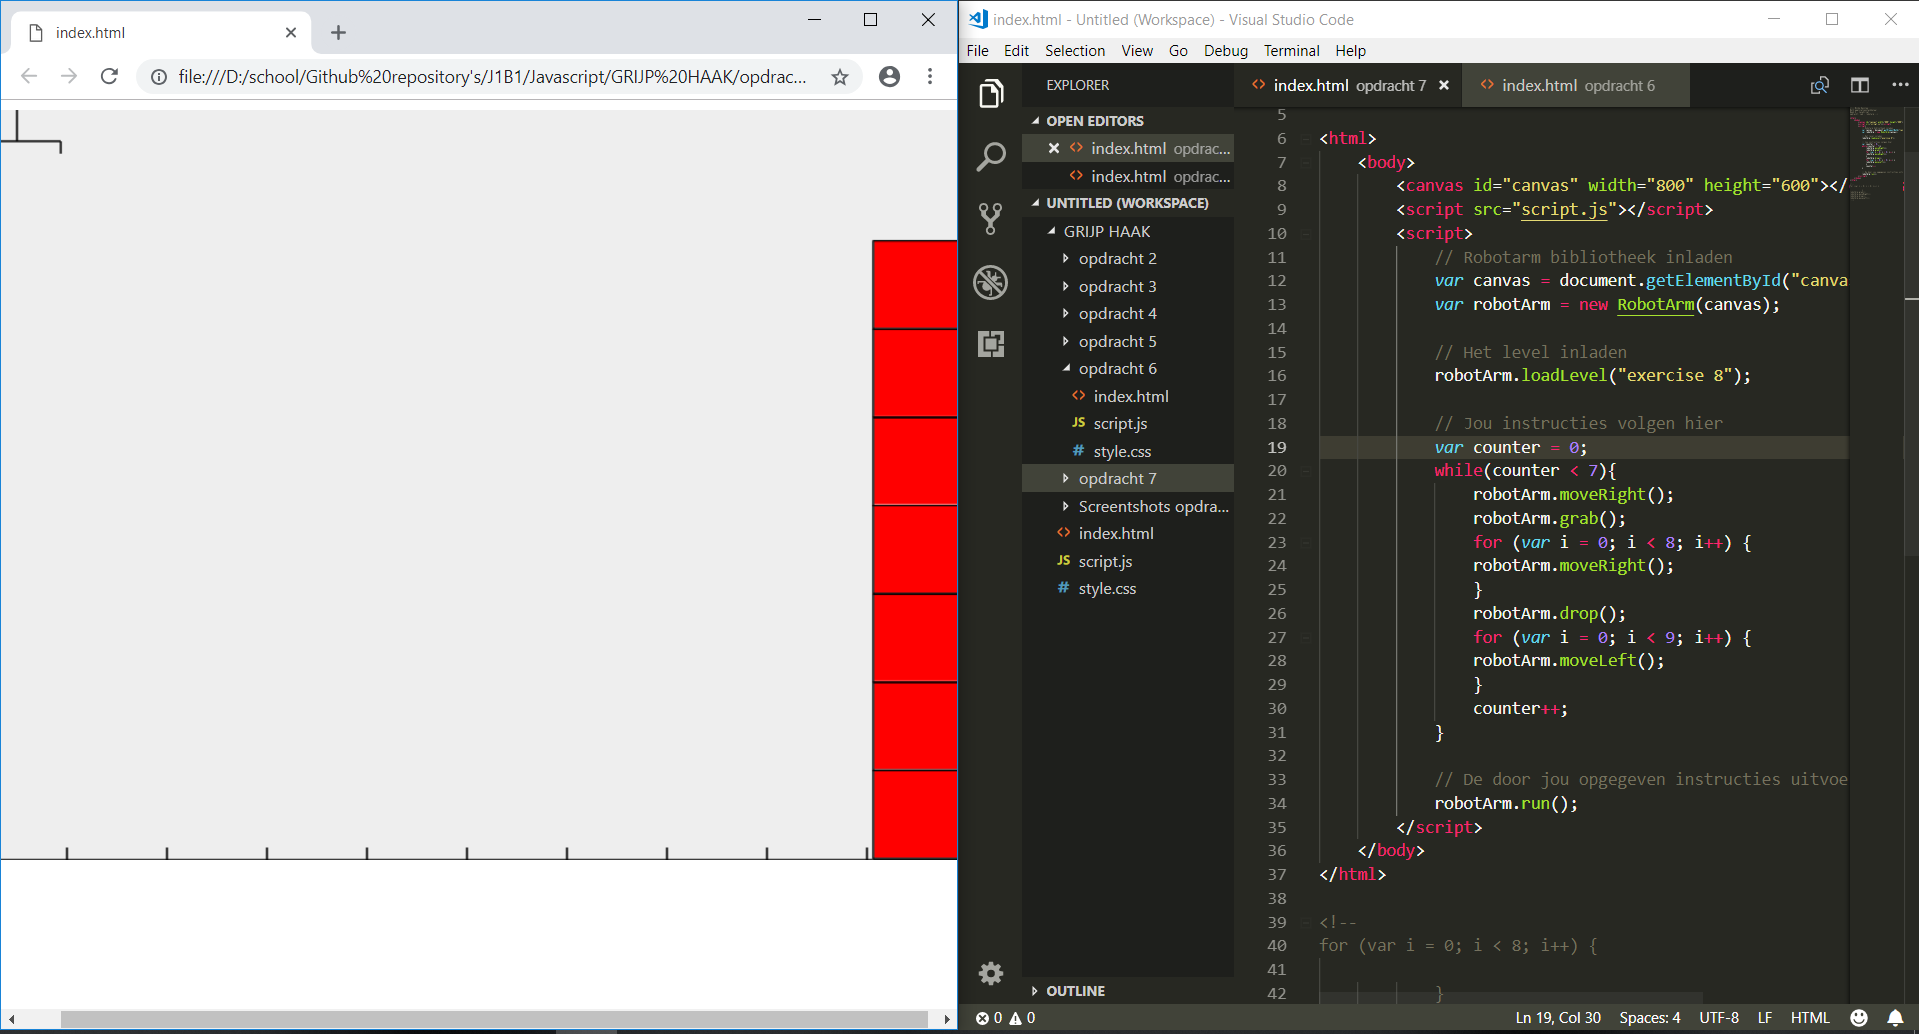 index.html
file:///D:/school/Github%20repository's/J1B1/Javascript/GRIJP%20HAAK/opdrac...
index.html - Untitled (Workspace) - Visual Studio Code
File Edit Selection View Go Debug Terminal Help
EXPLORER
OPEN EDITORS
index.html opdrac...
index.html opdrac...
UNTITLED (WORKSPACE)
GRIJP HAAK
opdracht 2
opdracht 3
opdracht 4
opdracht 5
opdracht 6
index.html
JS script.js
# style.css
opdracht 7
Screentshots opdra...
index.html
JS script.js
# style.css
OUTLINE
index.html opdracht 7
index.html opdracht 6
5
6 <html>
7 <body>
8 <canvas id="canvas" width="800" height="600"></
9 <script src="script.js"></script>
10 <script>
11 // Robotarm bibliotheek inladen
12 var canvas = document.getElementById("canva
13 var robotArm = new RobotArm(canvas);
14
15 // Het level inladen
16 robotArm.loadLevel("exercise 8");
17
18 // Jou instructies volgen hier
19 var counter = 0;
20 while(counter < 7){
21 robotArm.moveRight();
22 robotArm.grab();
23 for (var i = 0; i < 8; i++) {
24 robotArm.moveRight();
25 }
26 robotArm.drop();
27 for (var i = 0; i < 9; i++) {
28 robotArm.moveLeft();
29 }
30 counter++;
31 }
32
33 // De door jou opgegeven instructies uitvoe
34 robotArm.run();
35 </script>
36 </body>
37 </html>
38
39 <!--
40 for (var i = 0; i < 8; i++) {
41
42 }
0 0
Ln 19, Col 30 Spaces: 4 UTF-8 LF HTML